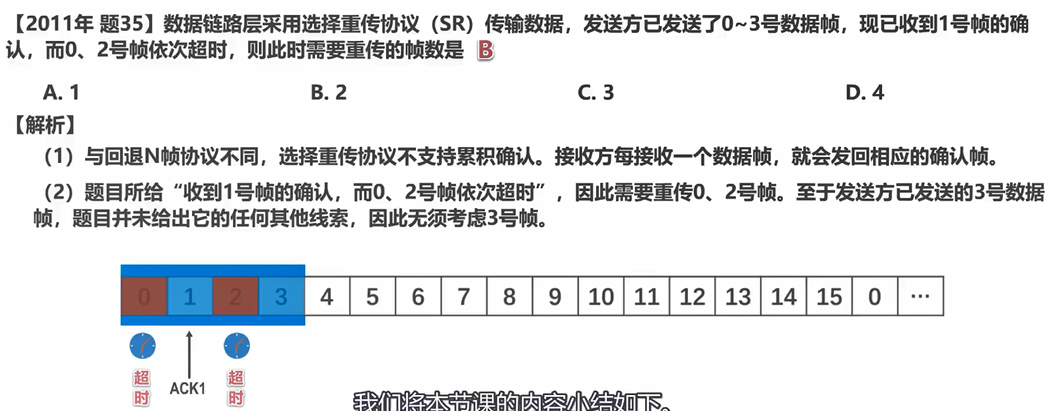 【2011年 题35】数据链路层采用选择重传协议（SR）传输数据，发送方已发送了0~3号数据帧，现已收到1号帧的确
认，而0、2号帧依次超时，则此时需要重传的帧数是 B
A. 1 B. 2 C. 3 D. 4
【解析】
（1）与回退N帧协议不同，选择重传协议不支持累积确认。接收方每接收一个数据帧，就会发回相应的确认帧。
（2）题目所给“收到1号帧的确认，而0、2号帧依次超时”，因此需要重传0、2号帧。至于发送方已发送的3号数据
帧，题目并未给出它的任何其他线索，因此无须考虑3号帧。
0 1 2 3 4 5 6 7 8 9 10 11 12 13 14 15 0 …
超时
ACK1
超时
我们将本节课的内容小结如下。